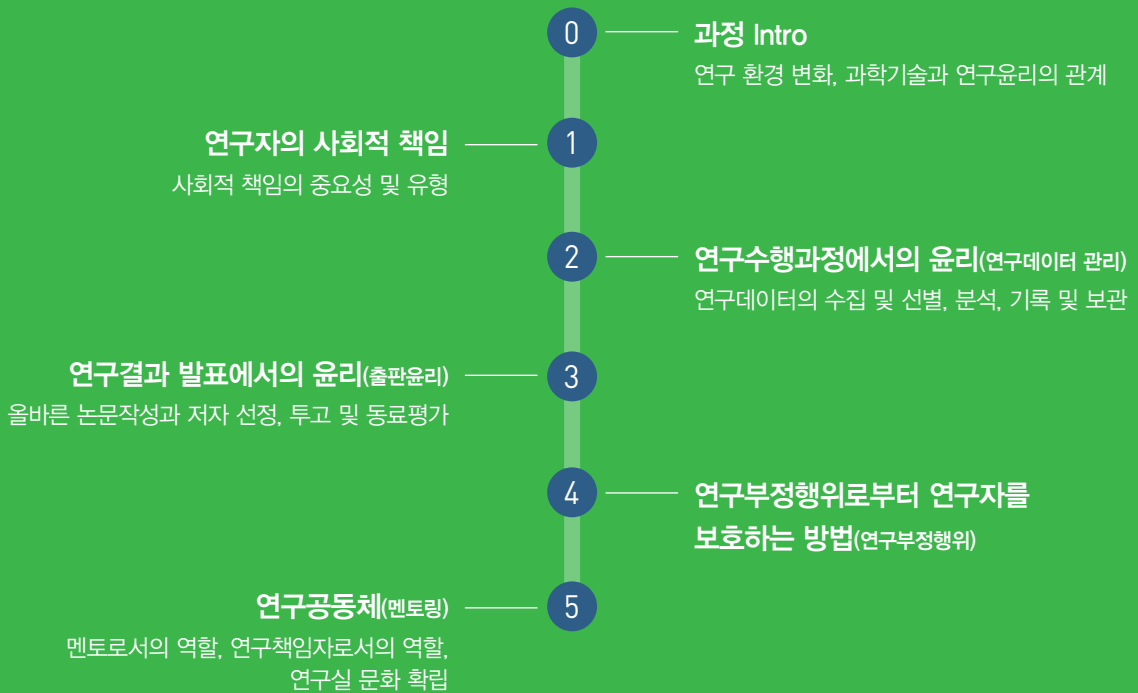 0
과정 Intro
연구 환경 변화, 과학기술과 연구윤리의 관계
1
연구자의 사회적 책임
사회적 책임의 중요성 및 유형
2
연구수행과정에서의 윤리(연구데이터 관리)
연구데이터의 수집 및 선별, 분석, 기록 및 보관
3
연구결과 발표에서의 윤리(출판윤리)
올바른 논문작성과 저자 선정, 투고 및 동료평가
4
연구부정행위로부터 연구자를
보호하는 방법(연구부정행위)
5
연구공동체(멘토링)
멘토로서의 역할, 연구책임자로서의 역할,
연구실 문화 확립